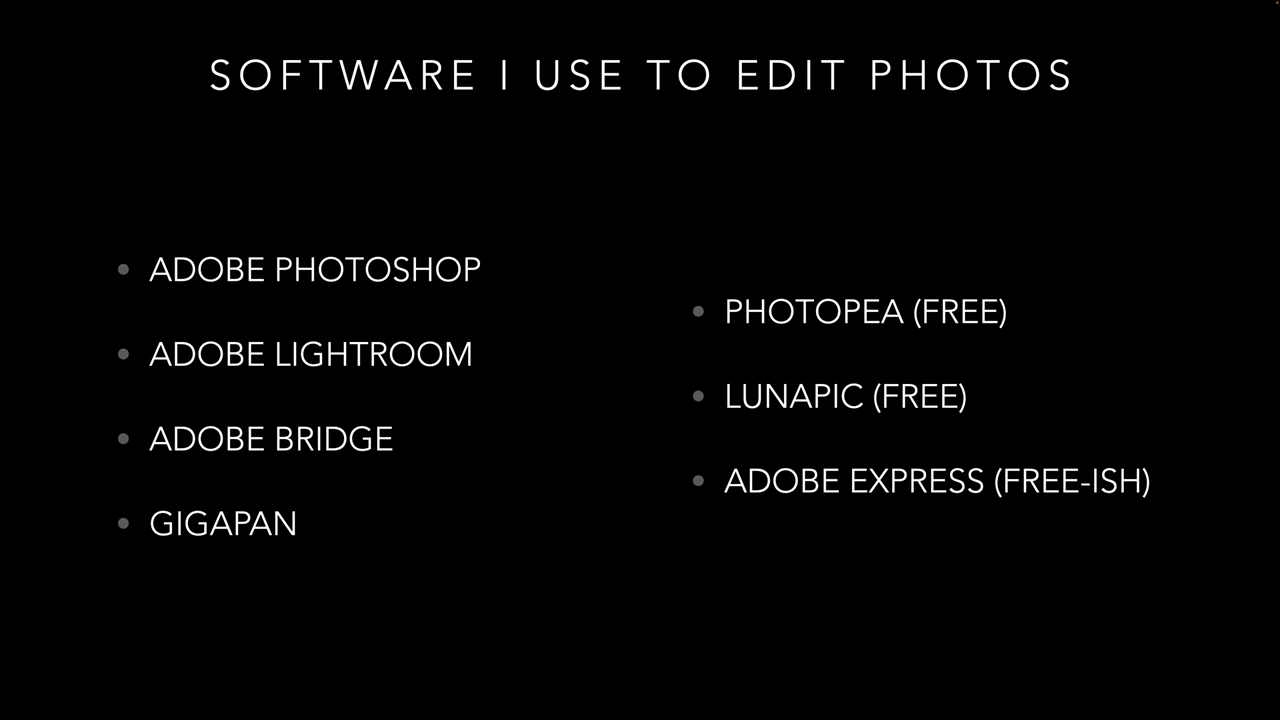 SOFTWARE I USE TO EDIT PHOTOS
• ADOBE PHOTOSHOP
• ADOBE LIGHTROOM
• ADOBE BRIDGE
• GIGAPAN
• PHOTOPEA (FREE)
• LUNAPIC (FREE)
• ADOBE EXPRESS (FREE-ISH)